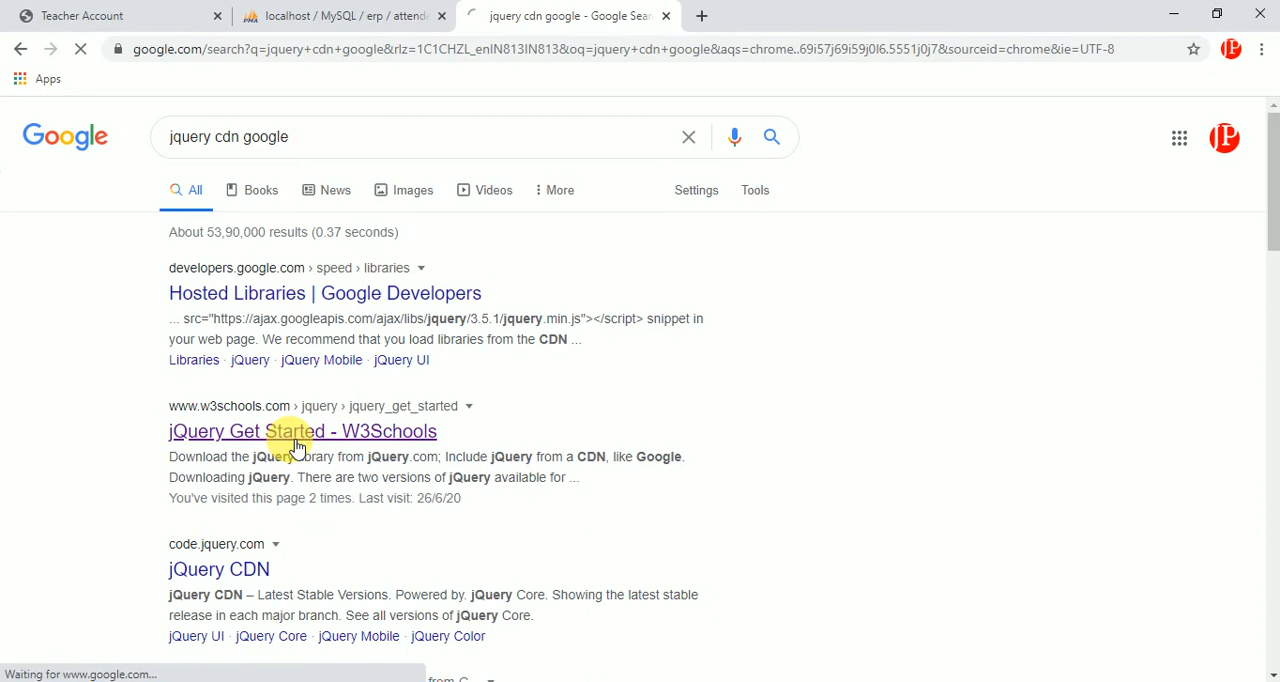 Teacher Account
localhost / MySQL / erp / attend
jquery cdn google - Google Sear
google.com/search?q=jquery+cdn+google&rlz=1C1CHZL_enIN813IN813&oq=jquery+cdn+google&aqs=chrome..69i57j69i59j0l6.5551j0j7&sourceid=chrome&ie=UTF-8
JP
Apps
Google
jquery cdn google
JP
All
Books
News
Images
Videos
More
Settings
Tools
About 53,90,000 results (0.37 seconds)
developers.google.com › speed › libraries
Hosted Libraries | Google Developers
... src="https://ajax.googleapis.com/ajax/libs/jquery/3.5.1/jquery.min.js"></script> snippet in
your web page. We recommend that you load libraries from the CDN ...
Libraries · jQuery · jQuery Mobile · jQuery UI
www.w3schools.com › jquery › jquery_get_started
jQuery Get Started - W3Schools
Download the jQuery library from jQuery.com; Include jQuery from a CDN, like Google.
Downloading jQuery. There are two versions of jQuery available for ...
You've visited this page 2 times. Last visit: 26/6/20
code.jquery.com
jQuery CDN
jQuery CDN – Latest Stable Versions. Powered by. jQuery Core. Showing the latest stable
release in each major branch. See all versions of jQuery Core.
jQuery UI · jQuery Core · jQuery Mobile · jQuery Color
Waiting for www.google.com...